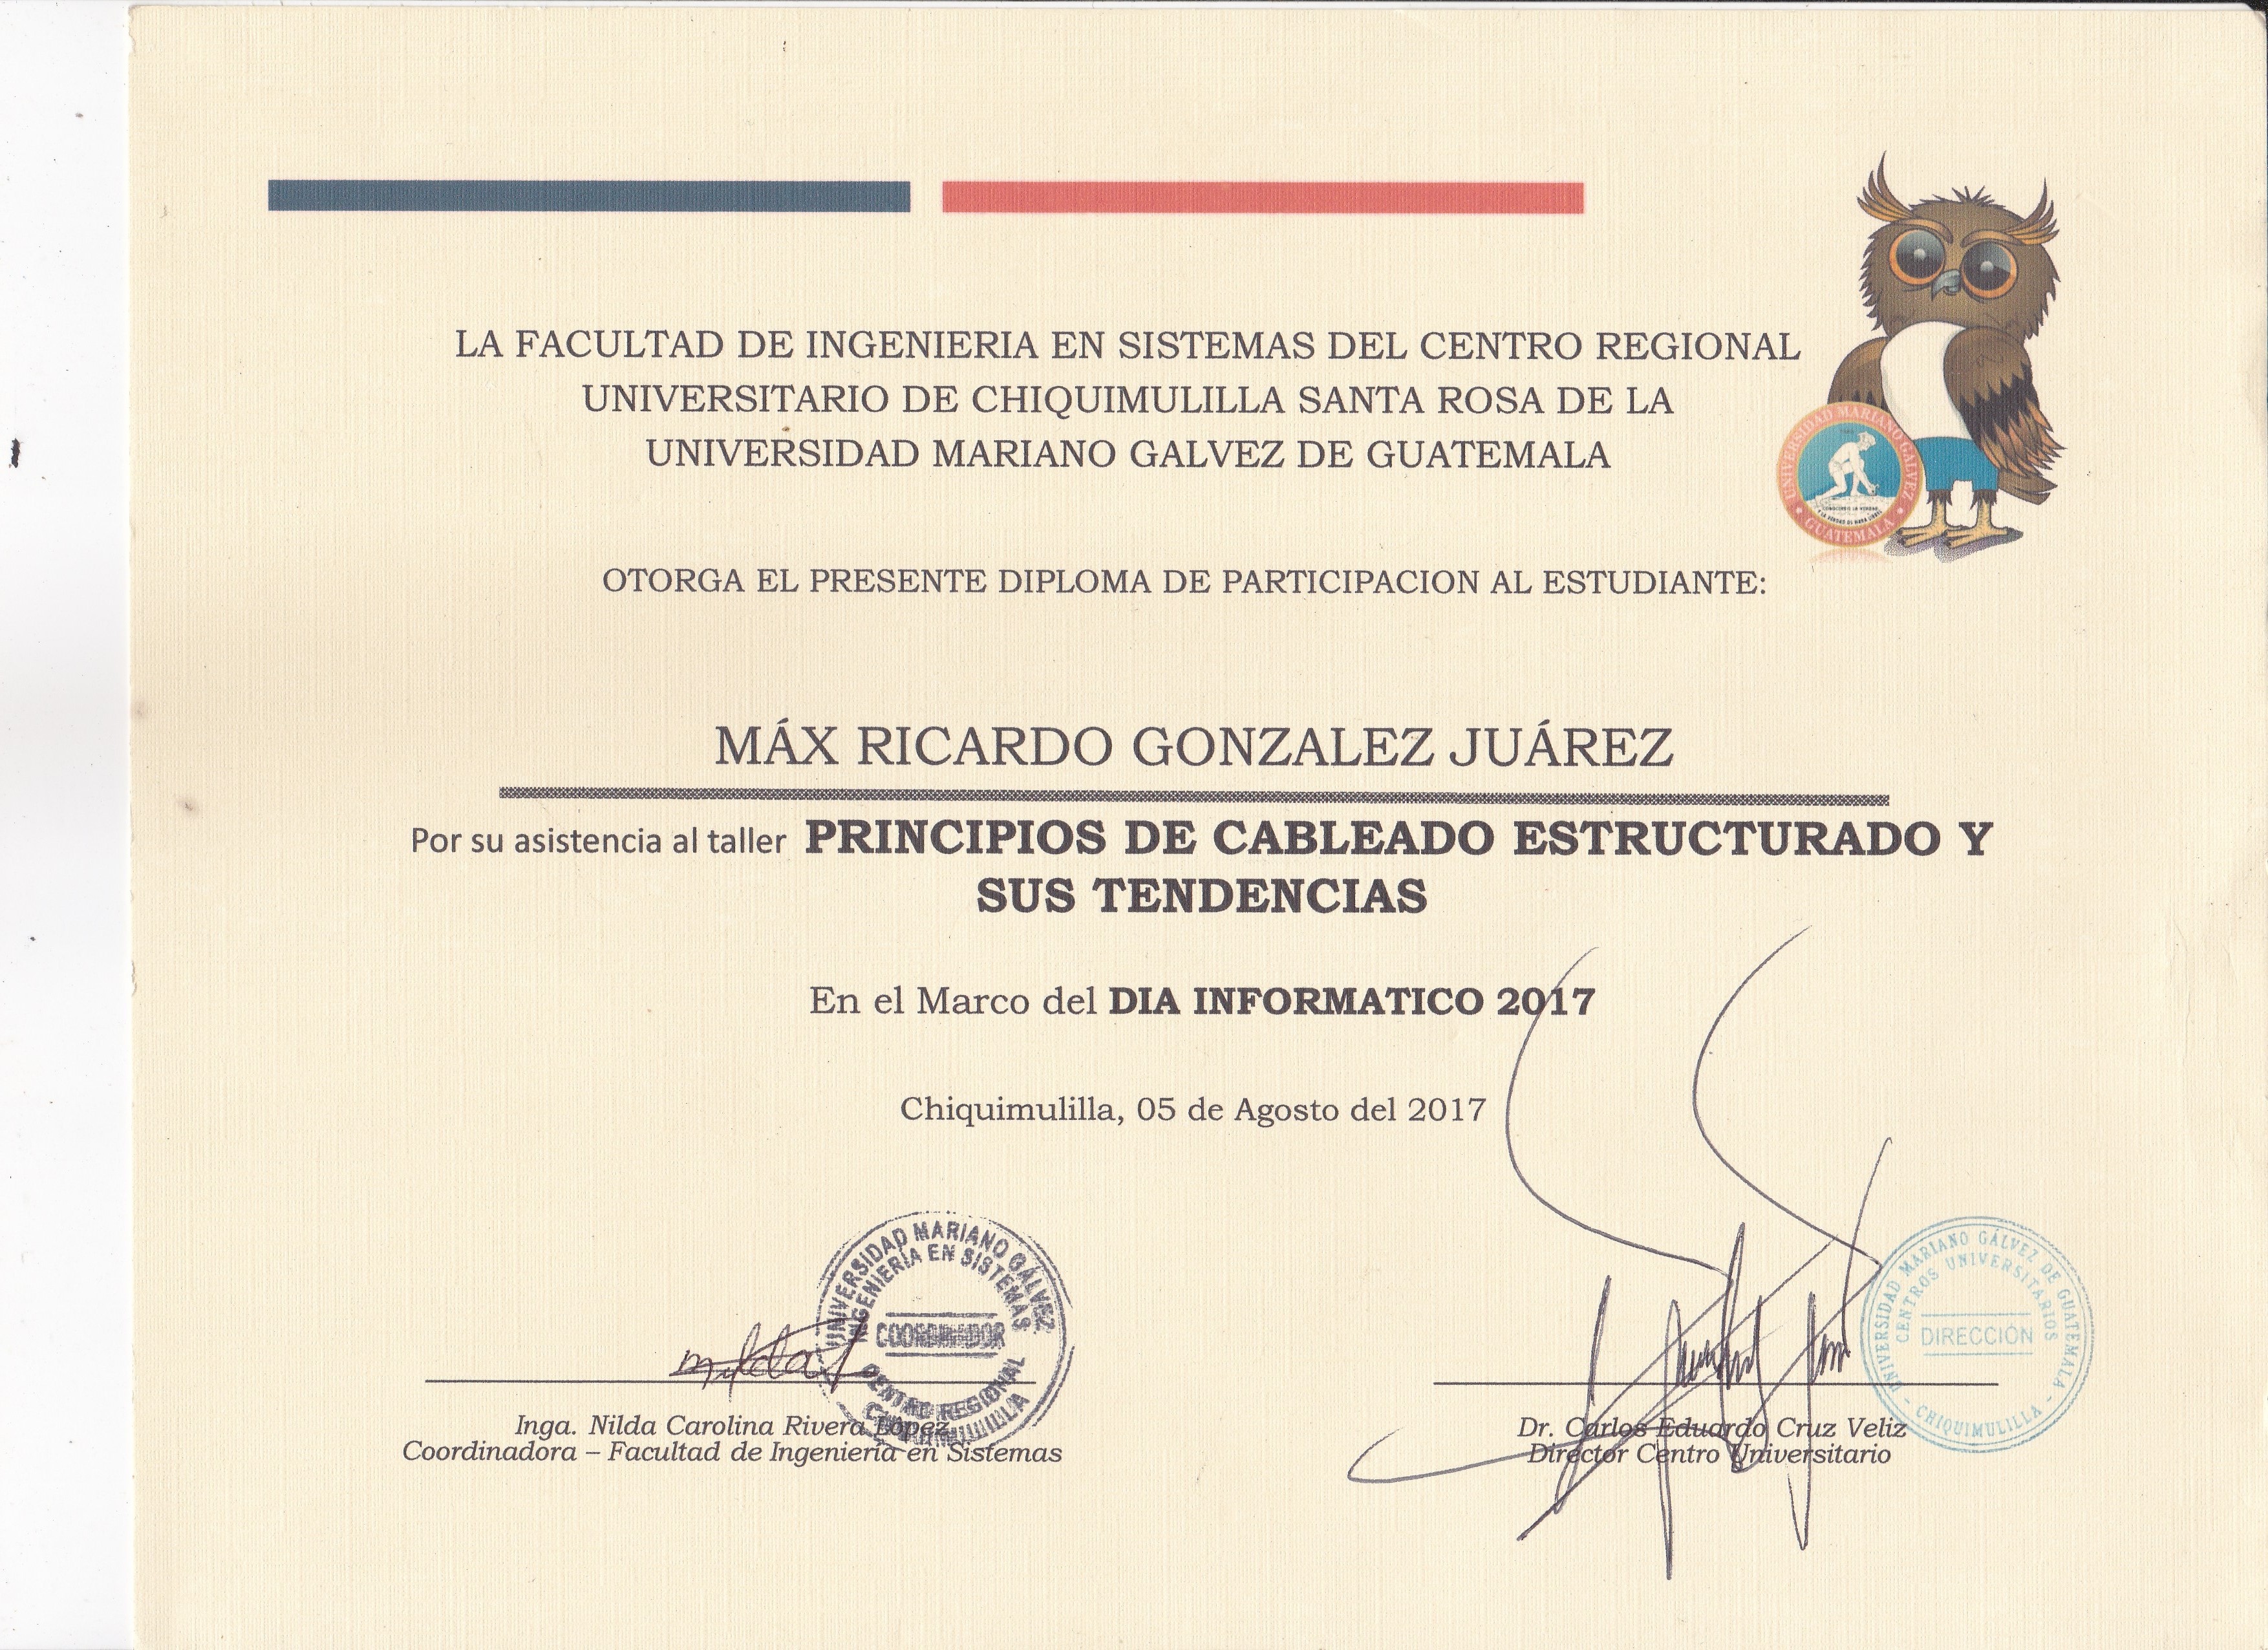 LA FACULTAD DE INGENIERIA EN SISTEMAS DEL CENTRO REGIONAL
UNIVERSITARIO DE CHIQUIMULILLA SANTA ROSA DE LA
UNIVERSIDAD MARIANO GALVEZ DE GUATEMALA
UNIVERSIDAD MARIANO GALVEZ
GUATEMALA
OTORGA EL PRESENTE DIPLOMA DE PARTICIPACION AL ESTUDIANTE:
MÁX RICARDO GONZALEZ JUÁREZ
Por su asistencia al taller PRINCIPIOS DE CABLEADO ESTRUCTURADO Y
SUS TENDENCIAS
En el Marco del DIA INFORMATICO 2017
Chiquimulilla, 05 de Agosto del 2017
UNIVERSIDAD MARIANO GÁLVEZ
INGENIERÍA EN SISTEMAS
COORDINADOR
CENTRO REGIONAL
CHIQUIMULILLA
UNIVERSIDAD MARIANO GÁLVEZ DE GUATEMALA
CENTROS UNIVERSITARIOS
DIRECCIÓN
- CHIQUIMULILLA -
Inga. Nilda Carolina Rivera López
Coordinadora – Facultad de Ingeniería en Sistemas
Dr. Carlos Eduardo Cruz Veliz
Director Centro Universitario